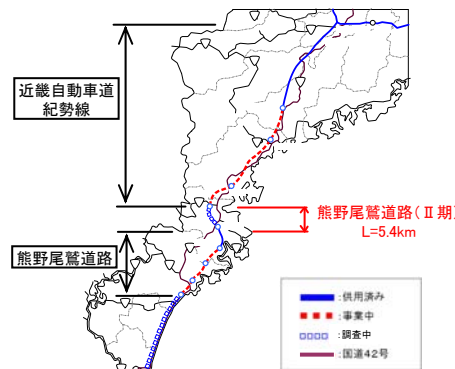 近畿自動車道
紀勢線
熊野尾鷲道路(Ⅱ期)
L=5.4km
熊野尾鷲道路
:供用済み
:事業中
:調査中
:国道42号